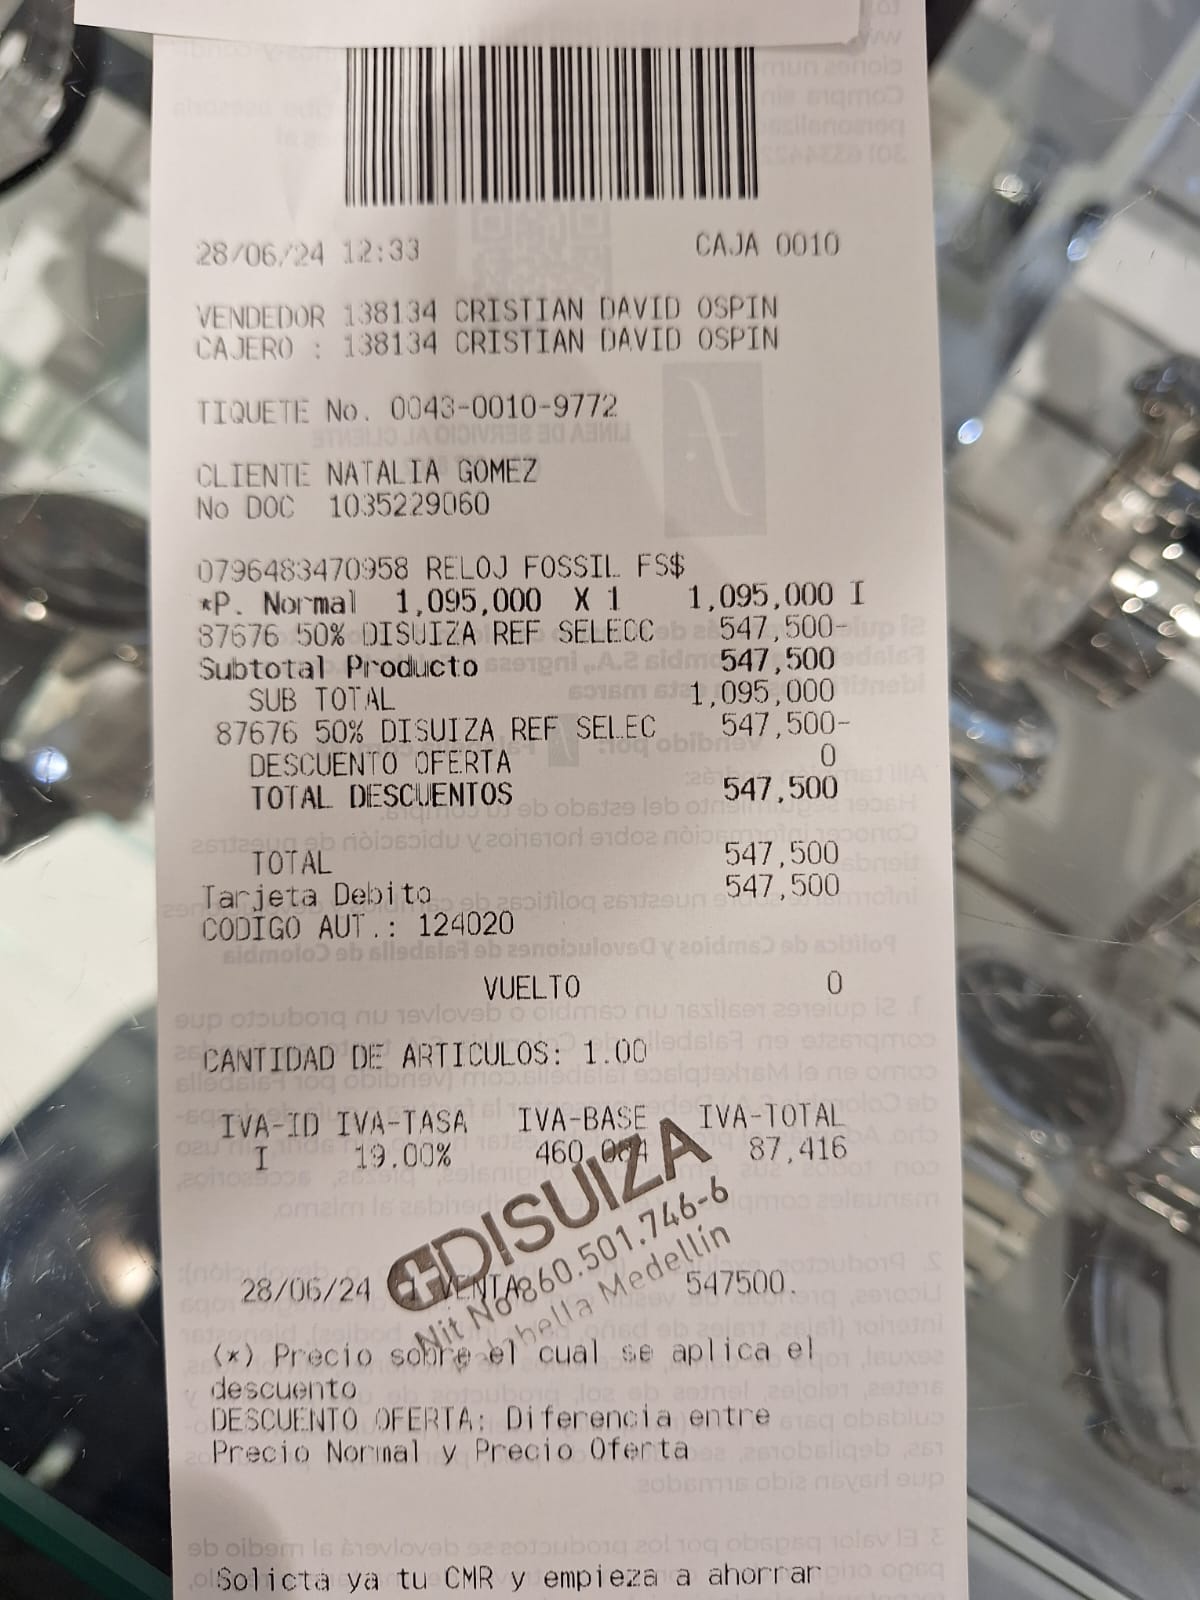 28/06/24 12:33 CAJA 0010
VENDEDOR 138134 CRISTIAN DAVID OSPIN
CAJERO : 138134 CRISTIAN DAVID OSPIN
TIQUETE No. 0043-0010-9772
CLIENTE NATALIA GOMEZ
No DOC 1035229060
0796483470958 RELOJ FOSSIL FS$
*P. Normal 1,095,000 X 1 1,095,000 I
87676 50% DISUIZA REF SELECC 547,500-
Subtotal Producto 547,500
SUB TOTAL 1,095,000
87676 50% DISUIZA REF SELEC 547,500-
DESCUENTO OFERTA 0
TOTAL DESCUENTOS 547,500
TOTAL 547,500
Tarjeta Debito 547,500
CODIGO AUT.: 124020
VUELTO 0
CANTIDAD DE ARTICULOS: 1.00
IVA-ID IVA-TASA IVA-BASE IVA-TOTAL
I 19.00% 460,084 87,416
DISUIZA
Nit No 860.501.746-6
Medellín
28/06/24 1 VENTA 547500.
(*) Precio sobre el cual se aplica el
descuento
DESCUENTO OFERTA: Diferencia entre
Precio Normal y Precio Oferta
Solicta ya tu CMR y empieza a ahorrar